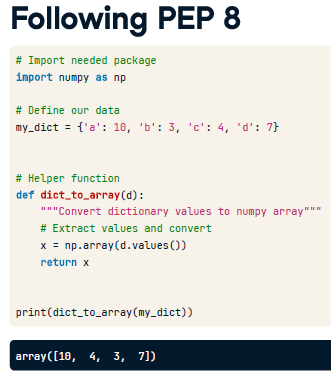 Following PEP 8
# Import needed package
import numpy as np
# Define our data
my_dict = {'a': 10, 'b': 3, 'c': 4, 'd': 7}
# Helper function
def dict_to_array(d):
    """Convert dictionary values to numpy array"""
    # Extract values and convert
    x = np.array(d.values())
    return x
print(dict_to_array(my_dict))
array([10,  4,  3,  7])